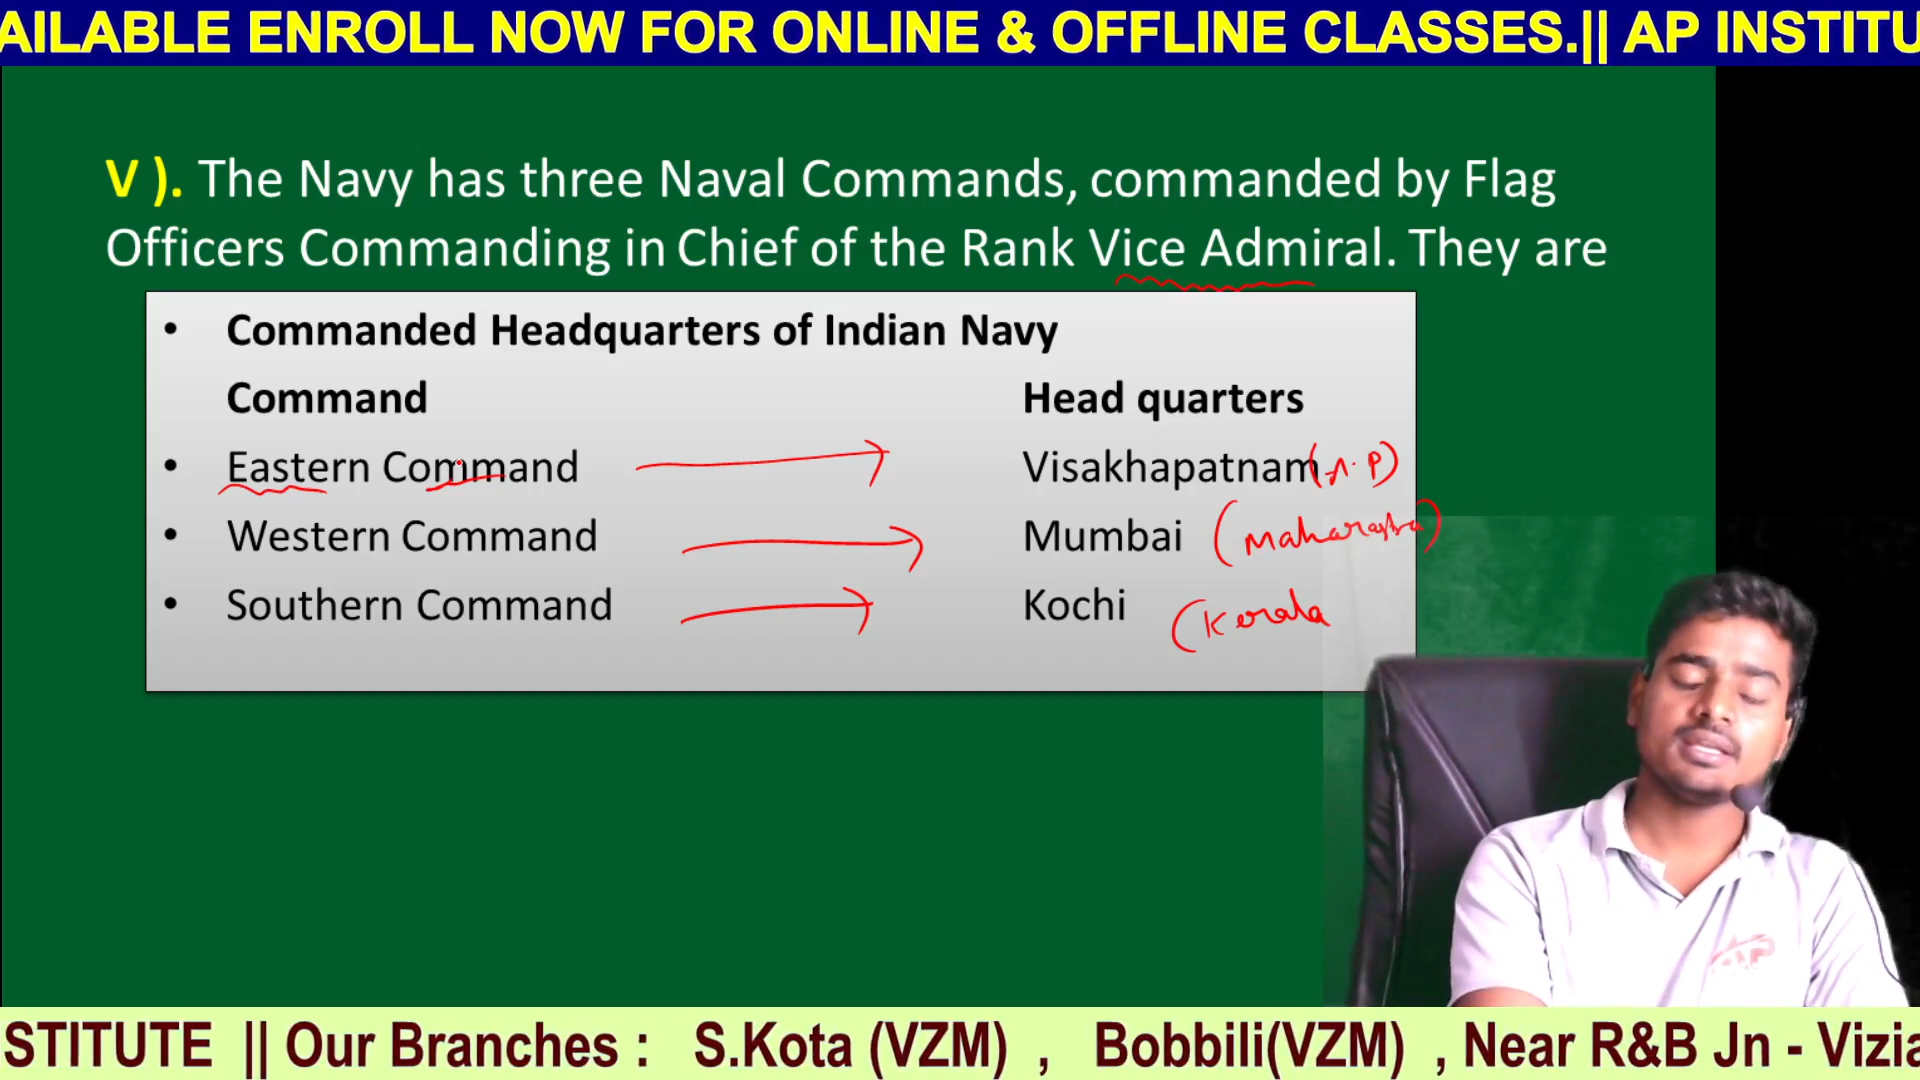 AILABLE ENROLL NOW FOR ONLINE & OFFLINE CLASSES.|| AP INSTITU
V ). The Navy has three Naval Commands, commanded by Flag
Officers Commanding in Chief of the Rank Vice Admiral. They are
• Commanded Headquarters of Indian Navy
Command Head quarters
• Eastern Command Visakhapatnam (A.P)
• Western Command Mumbai (Maharastra)
• Southern Command Kochi (Kerala
AP
STITUTE || Our Branches : S.Kota (VZM) , Bobbili(VZM) , Near R&B Jn - Vizia